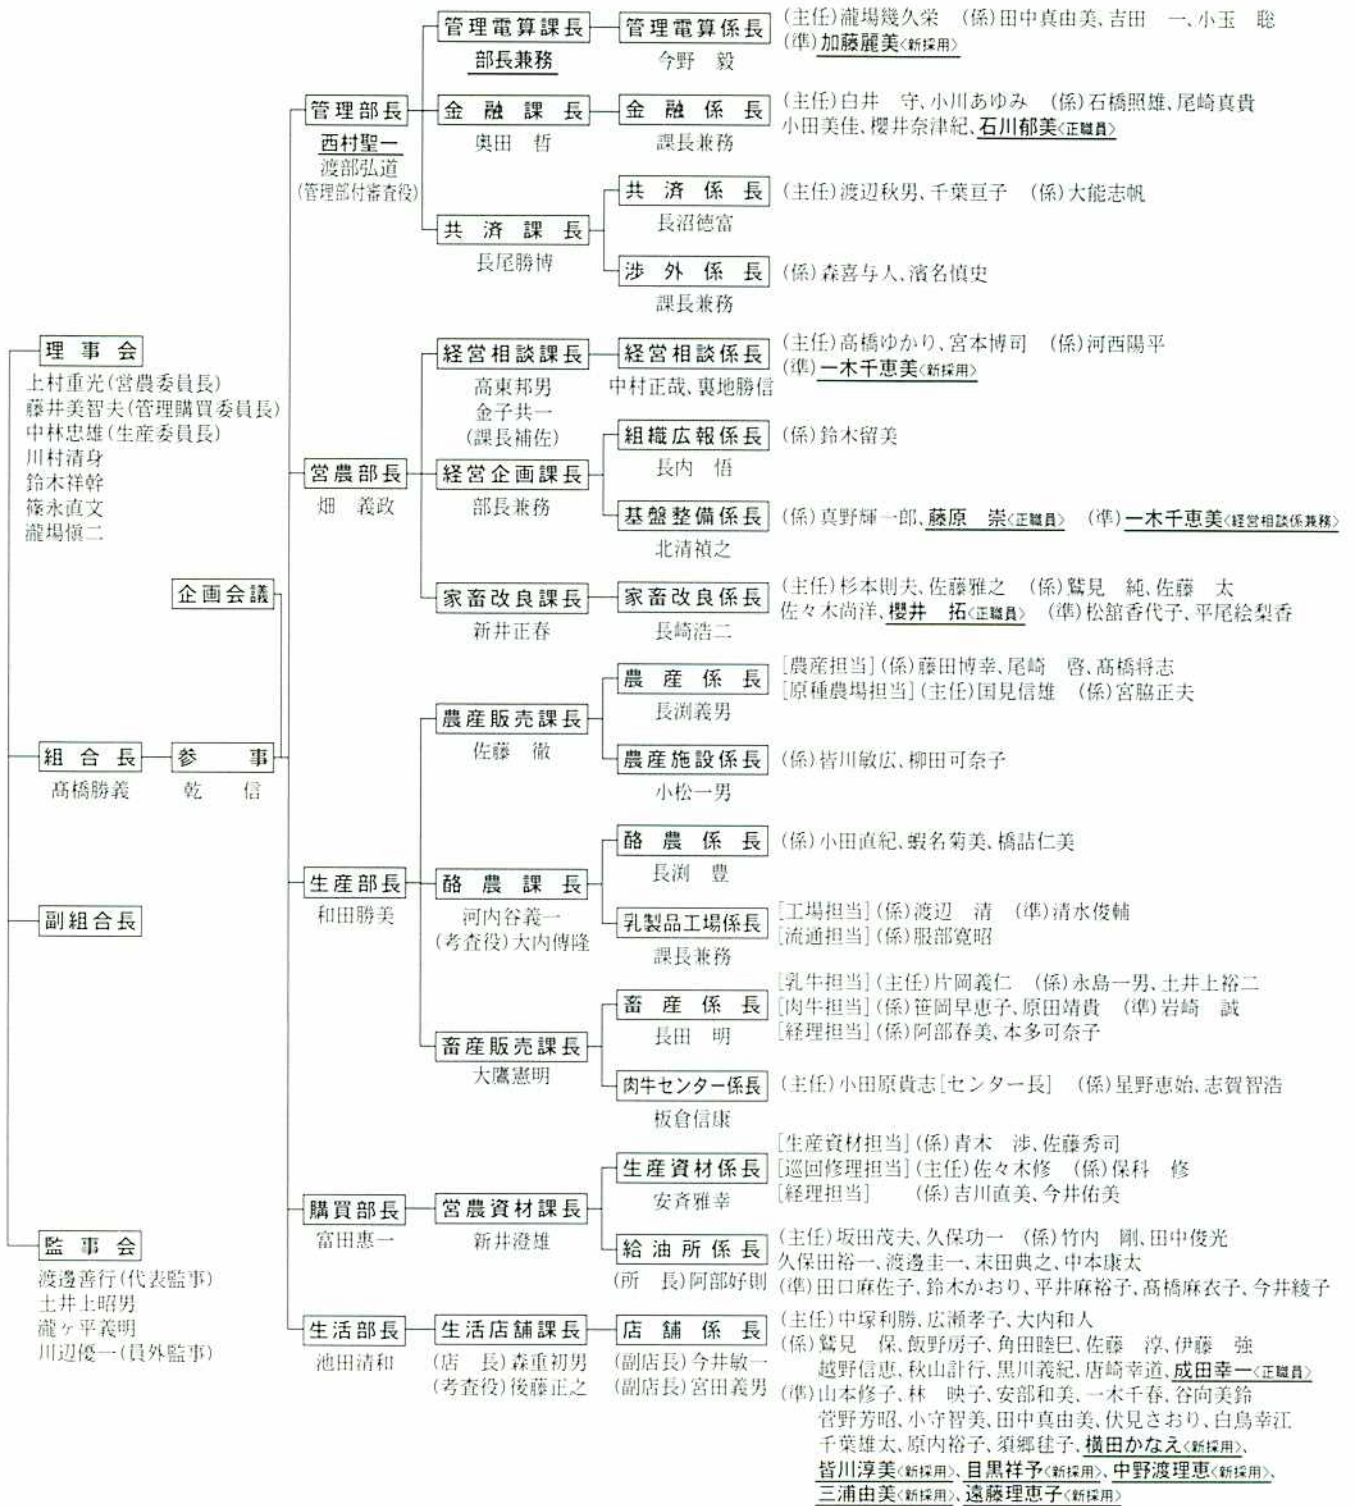 理事会
上村重光(営農委員長)
藤井美智夫(管理購買委員長)
中林忠雄(生産委員長)
川村清身
鈴木祥幹
篠永直文
瀧場愼二
組合長
髙橋勝義
副組合長
監事会
渡邊善行(代表監事)
土井上昭男
瀧ヶ平義明
川辺優一(員外監事)
企画会議
参事
乾 信
管理部長
西村聖一
渡部弘道
(管理部付審査役)
管理電算課長
部長兼務
管理電算係長
今野 毅
(主任)瀧場幾久栄 (係)田中真由美、吉田 一、小玉 聡
(準)加藤麗美〈新採用〉
金融課長
奥田 哲
金融係長
課長兼務
(主任)白井 守、小川あゆみ (係)石橋照雄、尾崎真貴
小田美佳、櫻井奈津紀、石川郁美〈正職員〉
共済課長
長尾勝博
共済係長
長沼徳富
(主任)渡辺秋男、千葉亘子 (係)大能志帆
渉外係長
課長兼務
(係)森喜与人、濱名慎史
営農部長
畑 義政
経営相談課長
高東邦男
金子共一
(課長補佐)
経営相談係長
中村正哉、裏地勝信
(主任)高橋ゆかり、宮本博司 (係)河西陽平
(準)一木千恵美〈新採用〉
経営企画課長
部長兼務
組織広報係長
長内 悟
(係)鈴木留美
基盤整備係長
北清禎之
(係)真野輝一郎、藤原 崇〈正職員〉 (準)一木千恵美〈経営相談係兼務〉
家畜改良課長
新井正春
家畜改良係長
長崎浩二
(主任)杉本則夫、佐藤雅之 (係)鷲見 純、佐藤 太
佐々木尚洋、櫻井 拓〈正職員〉 (準)松舘香代子、平尾絵梨香
生産部長
和田勝美
農産販売課長
佐藤 徹
農産係長
長渕義男
[農産担当](係)藤田博幸、尾崎 啓、髙橋将志
[原種農場担当](主任)国見信雄 (係)宮脇正夫
農産施設係長
小松一男
(係)皆川敏広、柳田可奈子
酪農課長
河内谷義一
(考査役)大内傳隆
酪農係長
長渕 豊
(係)小田直紀、蝦名菊美、橋詰仁美
乳製品工場係長
課長兼務
[工場担当](係)渡辺 清 (準)清水俊輔
[流通担当](係)服部寛昭
畜産販売課長
大鷹憲明
畜産係長
長田 明
[乳牛担当](主任)片岡義仁 (係)永島一男、土井上裕二
[肉牛担当](係)笹岡早恵子、原田靖貴 (準)岩崎 誠
[経理担当](係)阿部春美、本多可奈子
肉牛センター係長
板倉信康
(主任)小田原貴志[センター長] (係)星野恵始、志賀智浩
購買部長
富田惠一
営農資材課長
新井澄雄
生産資材係長
安斉雅幸
[生産資材担当](係)青木 渉、佐藤秀司
[巡回修理担当](主任)佐々木修 (係)保科 修
[経理担当] (係)吉川直美、今井佑美
給油所係長
(所 長)阿部好則
(主任)坂田茂夫、久保功一 (係)竹内 剛、田中俊光
久保田裕一、渡邊圭一、末田典之、中本康太
(準)田口麻佐子、鈴木かおり、平井麻裕子、髙橋麻衣子、今井綾子
生活部長
池田清和
生活店舗課長
(店 長)森重初男
(考査役)後藤正之
店舗係長
(副店長)今井敏一
(副店長)宮田義男
(主任)中塚利勝、広瀬孝子、大内和人
(係)鷲見 保、飯野房子、角田睦巳、佐藤 淳、伊藤 強
越野信恵、秋山計行、黒川義紀、唐崎幸道、成田幸一〈正職員〉
(準)山本修子、林 映子、安部和美、一木千春、谷向美鈴
菅野芳昭、小守智美、田中真由美、伏見さおり、白鳥幸江
千葉雄太、原内裕子、須郷毬子、横田かなえ〈新採用〉、
皆川淳美〈新採用〉、目黒祥予〈新採用〉、中野渡理恵〈新採用〉、
三浦由美〈新採用〉、遠藤理恵子〈新採用〉